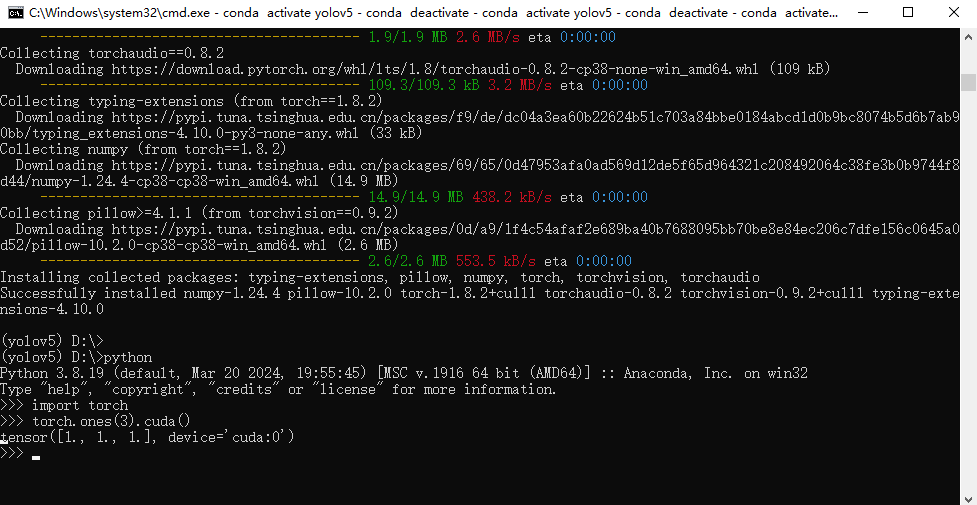 C:\Windows\system32\cmd.exe - conda  activate yolov5 - conda  deactivate - conda  activate yolov5 - conda  deactivate - conda  activate...
---------------------------------------- 1.9/1.9 MB 2.6 MB/s eta 0:00:00
Collecting torchaudio==0.8.2
Downloading https://download.pytorch.org/whl/lts/1.8/torchaudio-0.8.2-cp38-none-win_amd64.whl (109 kB)
---------------------------------------- 109.3/109.3 kB 3.2 MB/s eta 0:00:00
Collecting typing-extensions (from torch==1.8.2)
Downloading https://pypi.tuna.tsinghua.edu.cn/packages/f9/de/dc04a3ea60b22624b51c703a84bbe0184abcd1d0b9bc8074b5d6b7ab9
0bb/typing_extensions-4.10.0-py3-none-any.whl (33 kB)
Collecting numpy (from torch==1.8.2)
Downloading https://pypi.tuna.tsinghua.edu.cn/packages/69/65/0d47953afa0ad569d12de5f65d964321c208492064c38fe3b0b9744f8
d44/numpy-1.24.4-cp38-cp38-win_amd64.whl (14.9 MB)
---------------------------------------- 14.9/14.9 MB 438.2 kB/s eta 0:00:00
Collecting pillow>=4.1.1 (from torchvision==0.9.2)
Downloading https://pypi.tuna.tsinghua.edu.cn/packages/0d/a9/1f4c54afaf2e689ba40b7688095bb70be8e84ec206c7dfe156c0645a0
d52/pillow-10.2.0-cp38-cp38-win_amd64.whl (2.6 MB)
---------------------------------------- 2.6/2.6 MB 553.5 kB/s eta 0:00:00
Installing collected packages: typing-extensions, pillow, numpy, torch, torchvision, torchaudio
Successfully installed numpy-1.24.4 pillow-10.2.0 torch-1.8.2+cu111 torchaudio-0.8.2 torchvision-0.9.2+cu111 typing-exte
nsions-4.10.0
(yolov5) D:\>
(yolov5) D:\>python
Python 3.8.19 (default, Mar 20 2024, 19:55:45) [MSC v.1916 64 bit (AMD64)] :: Anaconda, Inc. on win32
Type "help", "copyright", "credits" or "license" for more information.
>>> import torch
>>> torch.ones(3).cuda()
tensor([1., 1., 1.], device='cuda:0')
>>>